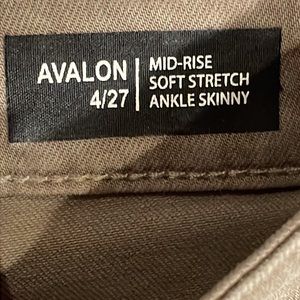 AVALON
4/27
MID-RISE
SOFT STRETCH
ANKLE SKINNY